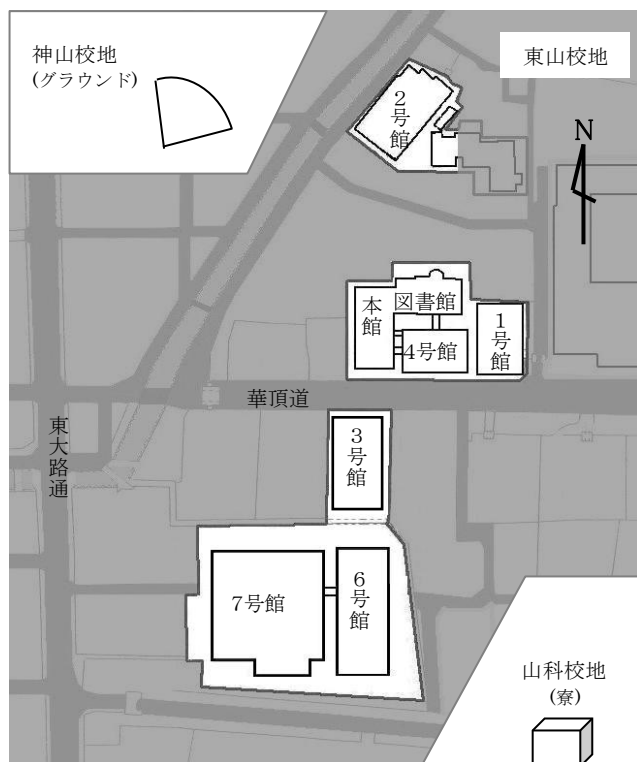 神山校地
(グラウンド)
東山校地
2号館
N
本館
図書館
4号館
1号館
華頂道
東大路通
3号館
7号館
6号館
山科校地
(寮)